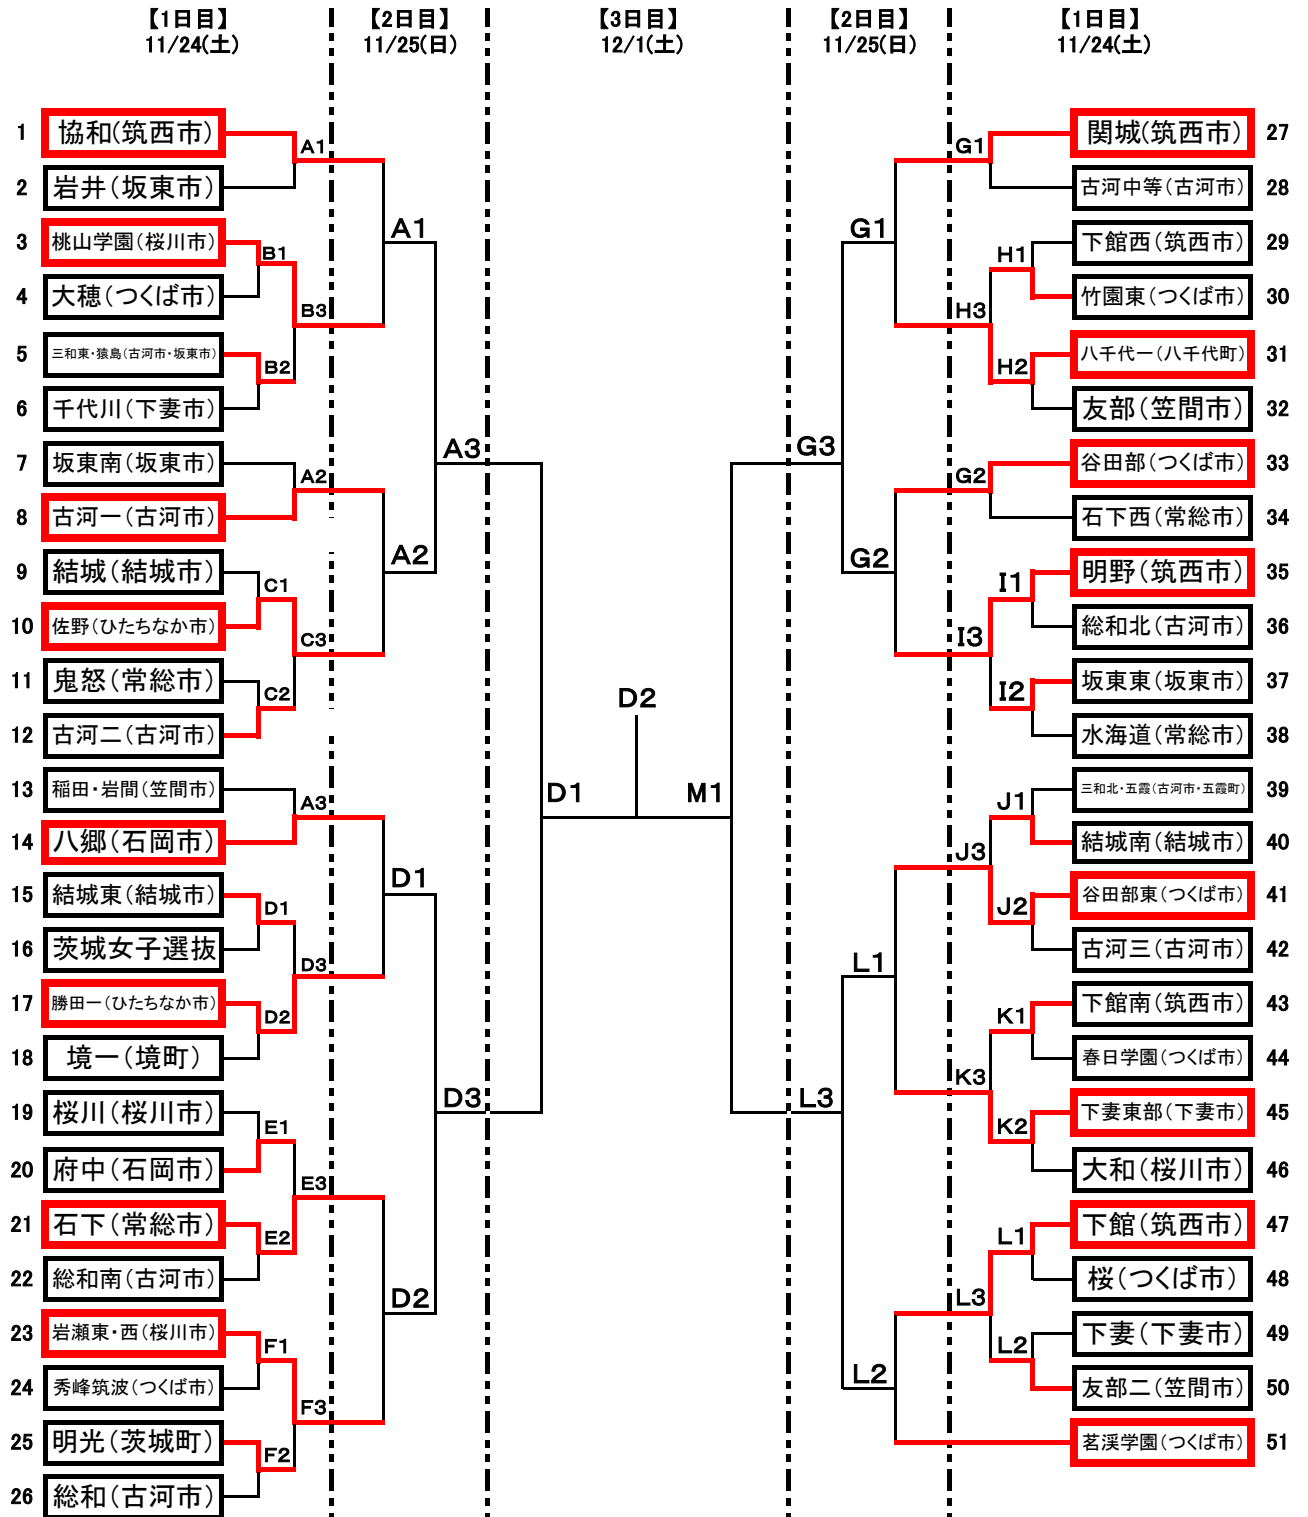 【1日目】
11/24(土)
【2日目】
11/25(日)
【3日目】
12/1(土)
【2日目】
11/25(日)
【1日目】
11/24(土)
1 協和(筑西市)
2 岩井(坂東市)
3 桃山学園(桜川市)
4 大穂(つくば市)
5 三和東・猿島(古河市・坂東市)
6 千代川(下妻市)
7 坂東南(坂東市)
8 古河一(古河市)
9 結城(結城市)
10 佐野(ひたちなか市)
11 鬼怒(常総市)
12 古河二(古河市)
13 稲田・岩間(笠間市)
14 八郷(石岡市)
15 結城東(結城市)
16 茨城女子選抜
17 勝田一(ひたちなか市)
18 境一(境町)
19 桜川(桜川市)
20 府中(石岡市)
21 石下(常総市)
22 総和南(古河市)
23 岩瀬東・西(桜川市)
24 秀峰筑波(つくば市)
25 明光(茨城町)
26 総和(古河市)
A1
B1
B3
B2
A2
C1
C3
C2
A3
D1
D3
D2
E1
E3
E2
F1
F3
F2
A1
A2
D1
D2
A3
D3
D1
D2
M1
G3
L3
G1
G2
L1
L2
G1
H1
H3
H2
G2
I1
I3
I2
J1
J3
J2
K1
K3
K2
L1
L3
L2
関城(筑西市) 27
古河中等(古河市) 28
下館西(筑西市) 29
竹園東(つくば市) 30
八千代一(八千代町) 31
友部(笠間市) 32
谷田部(つくば市) 33
石下西(常総市) 34
明野(筑西市) 35
総和北(古河市) 36
坂東東(坂東市) 37
水海道(常総市) 38
三和北・五霞(古河市・五霞町) 39
結城南(結城市) 40
谷田部東(つくば市) 41
古河三(古河市) 42
下館南(筑西市) 43
春日学園(つくば市) 44
下妻東部(下妻市) 45
大和(桜川市) 46
下館(筑西市) 47
桜(つくば市) 48
下妻(下妻市) 49
友部二(笠間市) 50
茗溪学園(つくば市) 51